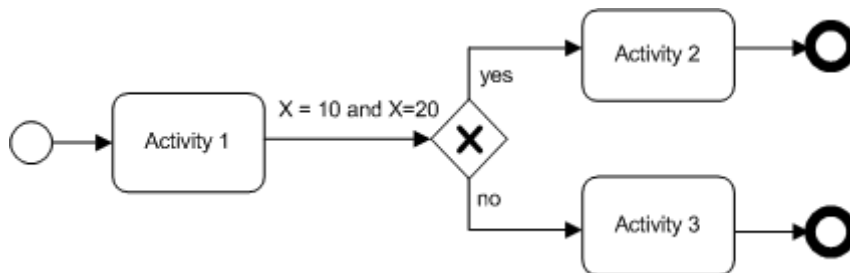 Activity 1
X = 10 and X=20
yes
no
Activity 2
Activity 3